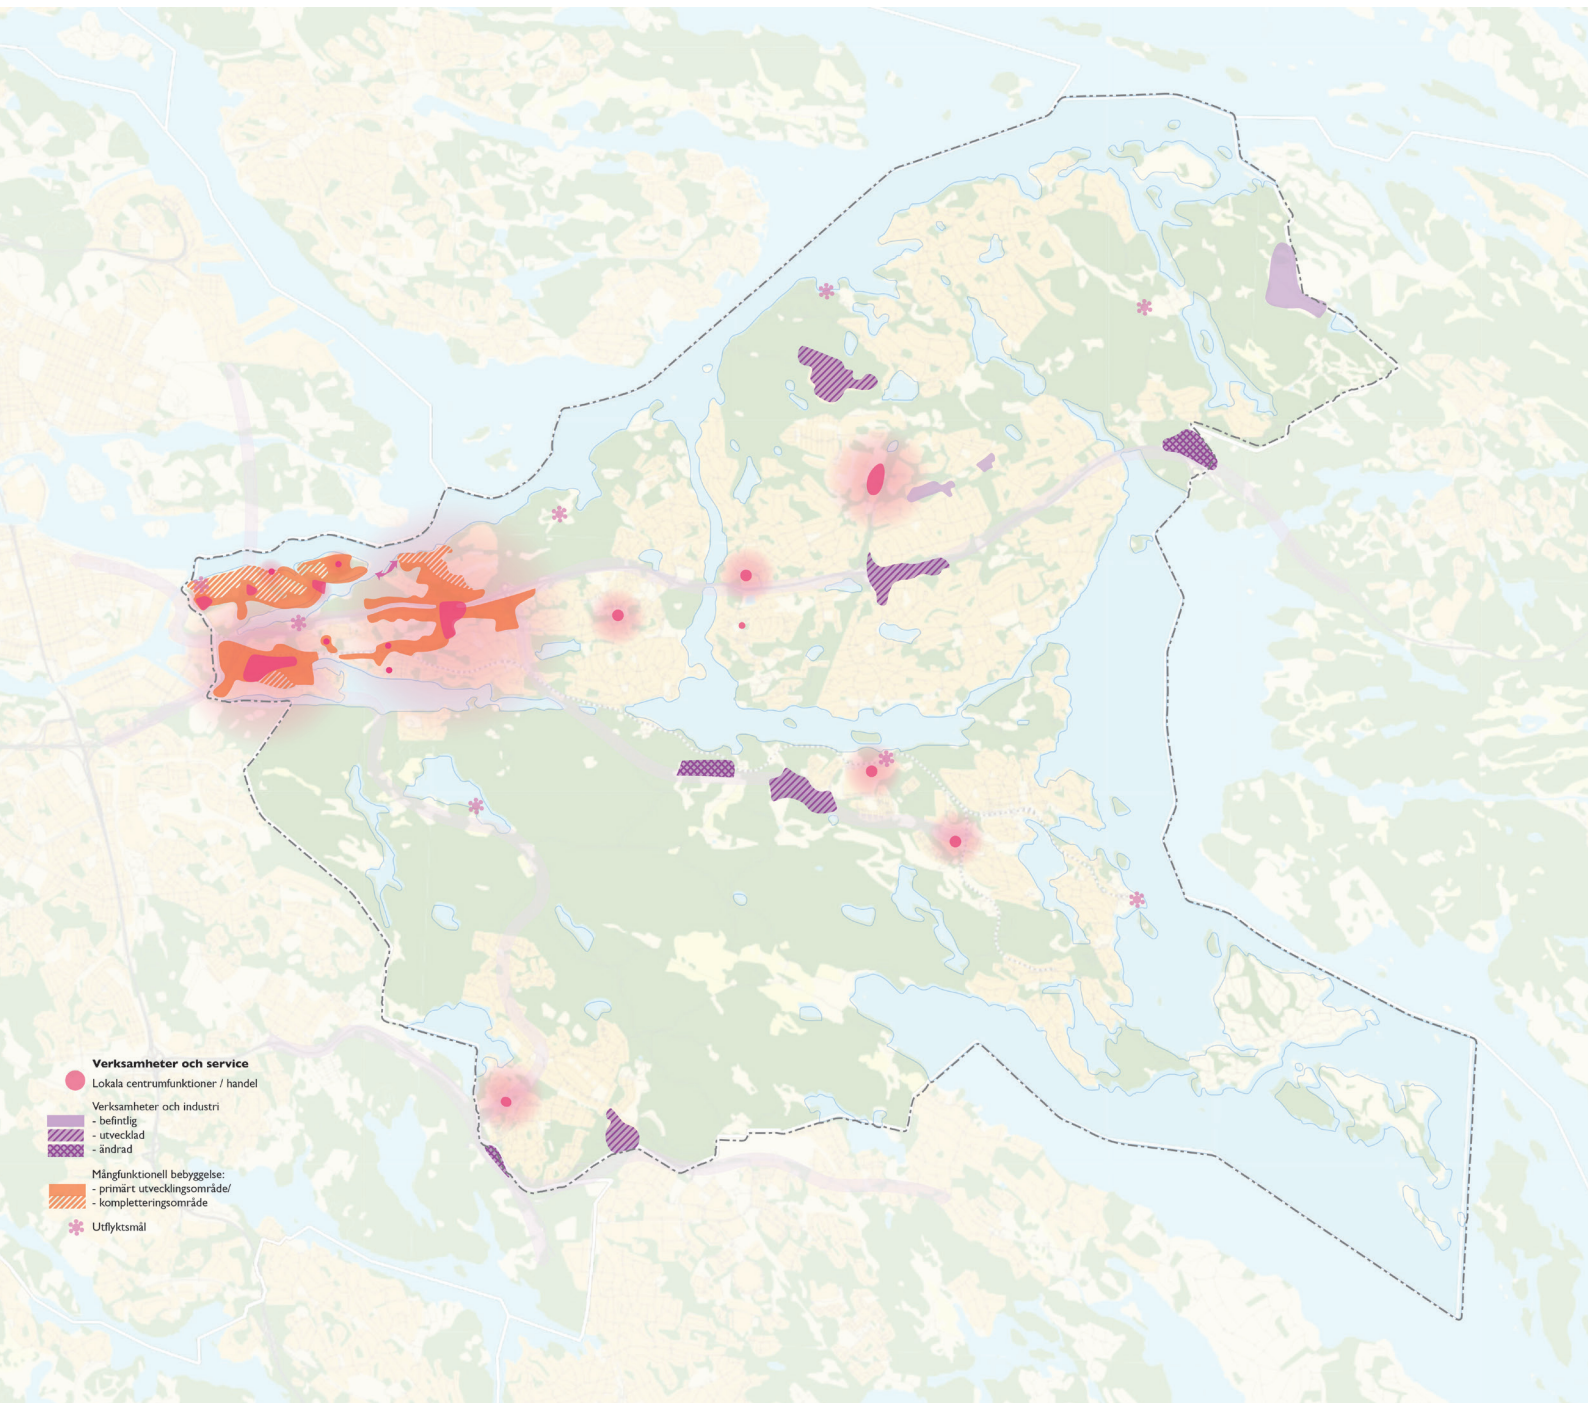 Verksamheter och service
Lokala centrumfunktioner / handel
Verksamheter och industri
- befintlig
- utvecklad
- ändrad
Mångfunktionell bebyggelse:
- primärt utvecklingsområde/
- kompletteringsområde
Utflyktsmål